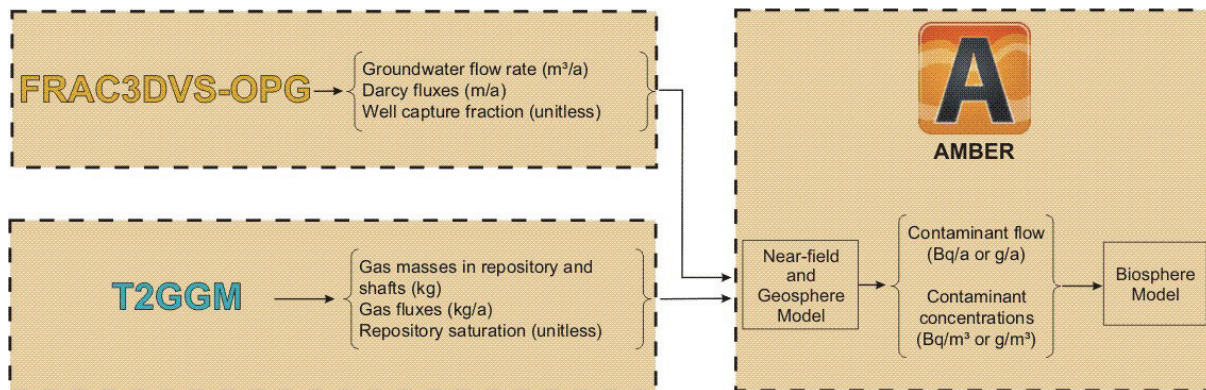 FRAC3DVS-OPG
Groundwater flow rate (m³/a)
Darcy fluxes (m/a)
Well capture fraction (unitless)
T2GGM
Gas masses in repository and
shafts (kg)
Gas fluxes (kg/a)
Repository saturation (unitless)
A
AMBER
Near-field
and
Geosphere
Model
Contaminant flow
(Bq/a or g/a)
Contaminant
concentrations
(Bq/m³ or g/m³)
Biosphere
Model